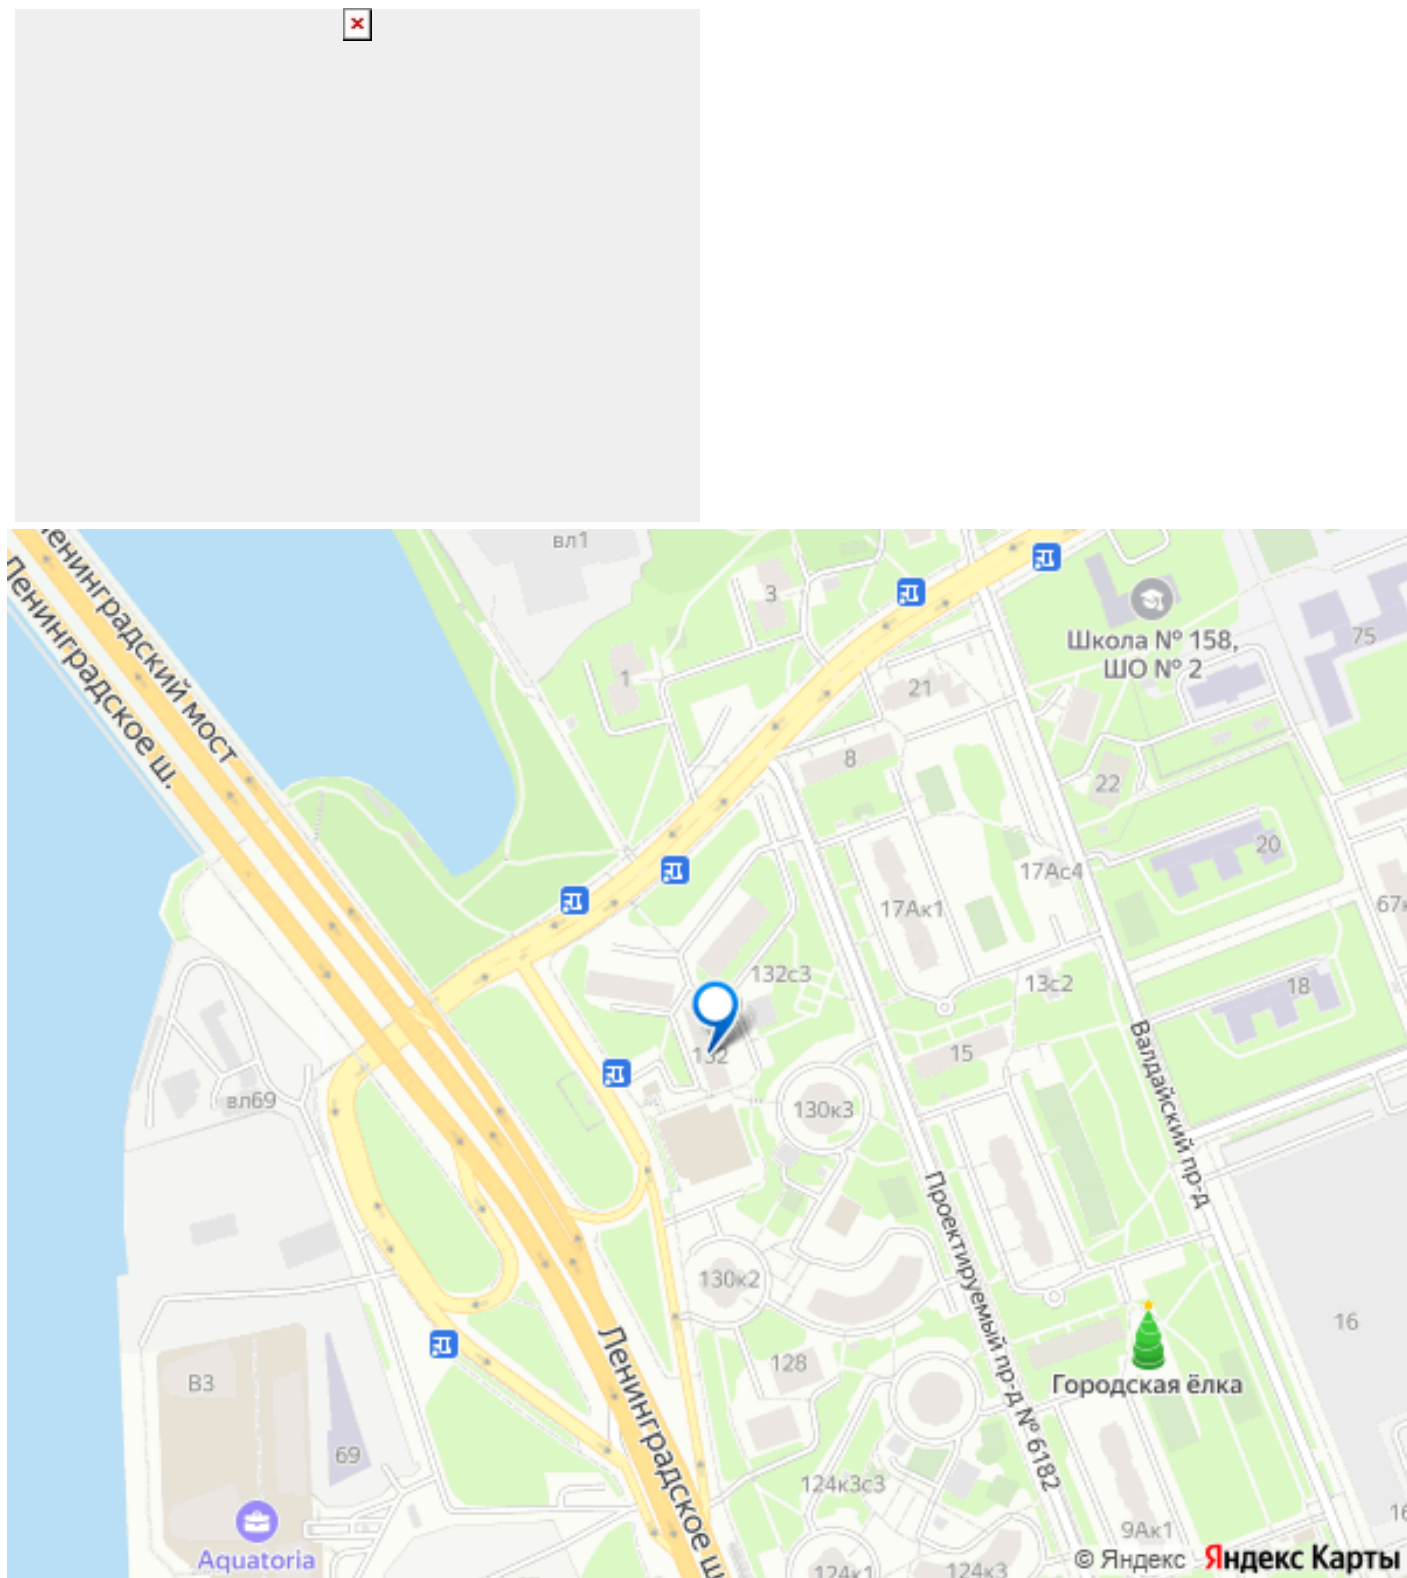 вл1
Ленинградский мост
Ленинградское ш.
3
Школа № 158,
ШО № 2
75
1
21
8
22
20
17Ас4
17Ак1
132с3
13с2
18
132
15
вл69
130к3
Валдайский пр-д
Проектируемый пр-д № 6182
130к2
16
128
Городская ёлка
В3
Ленинградское ш
69
124к3с3
9Ак1
Aquatoria
124к1
124к3
© Яндекс Яндекс Карты